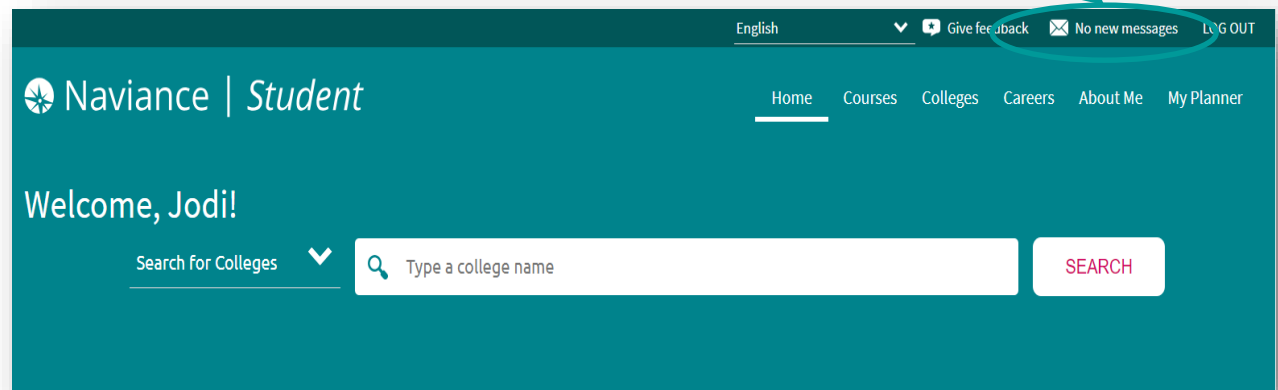 English Give feedback No new messages LOG OUT
Naviance | Student
Home Courses Colleges Careers About Me My Planner
Welcome, Jodi!
Search for Colleges Type a college name SEARCH